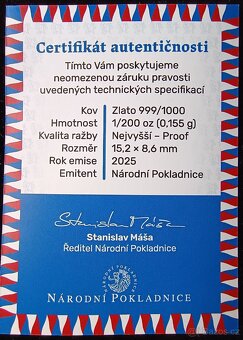 Certifikát autentičnosti
Tímto Vám poskytujeme
neomezenou záruku pravosti
uvedených technických specifikací
Kov Zlato 999/1000
Hmotnost 1/200 oz (0,155 g)
Kvalita ražby Nejvyšší – Proof
Rozměr 15,2 × 8,6 mm
Rok emise 2025
Emitent Národní Pokladnice
Stanislav Máša
Stanislav Máša
Ředitel Národní Pokladnice
Národní Pokladnice